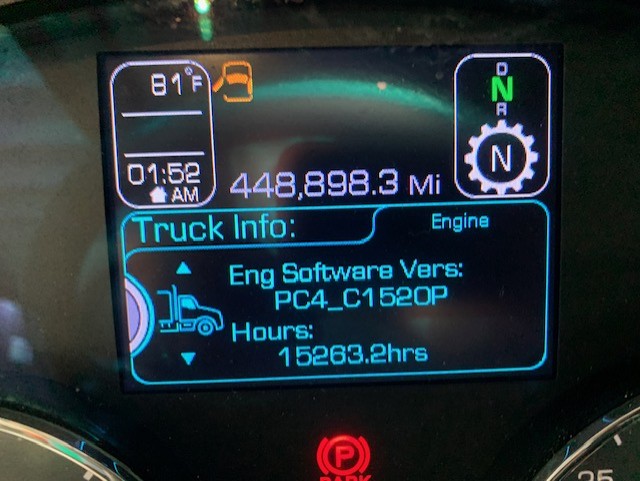 81°F
D
N
R
N
01:52
AM
448,898.3 Mi
Truck Info:
Engine
Eng Software Vers:
PC4_C1520P
Hours:
15263.2hrs
P
PARK
25